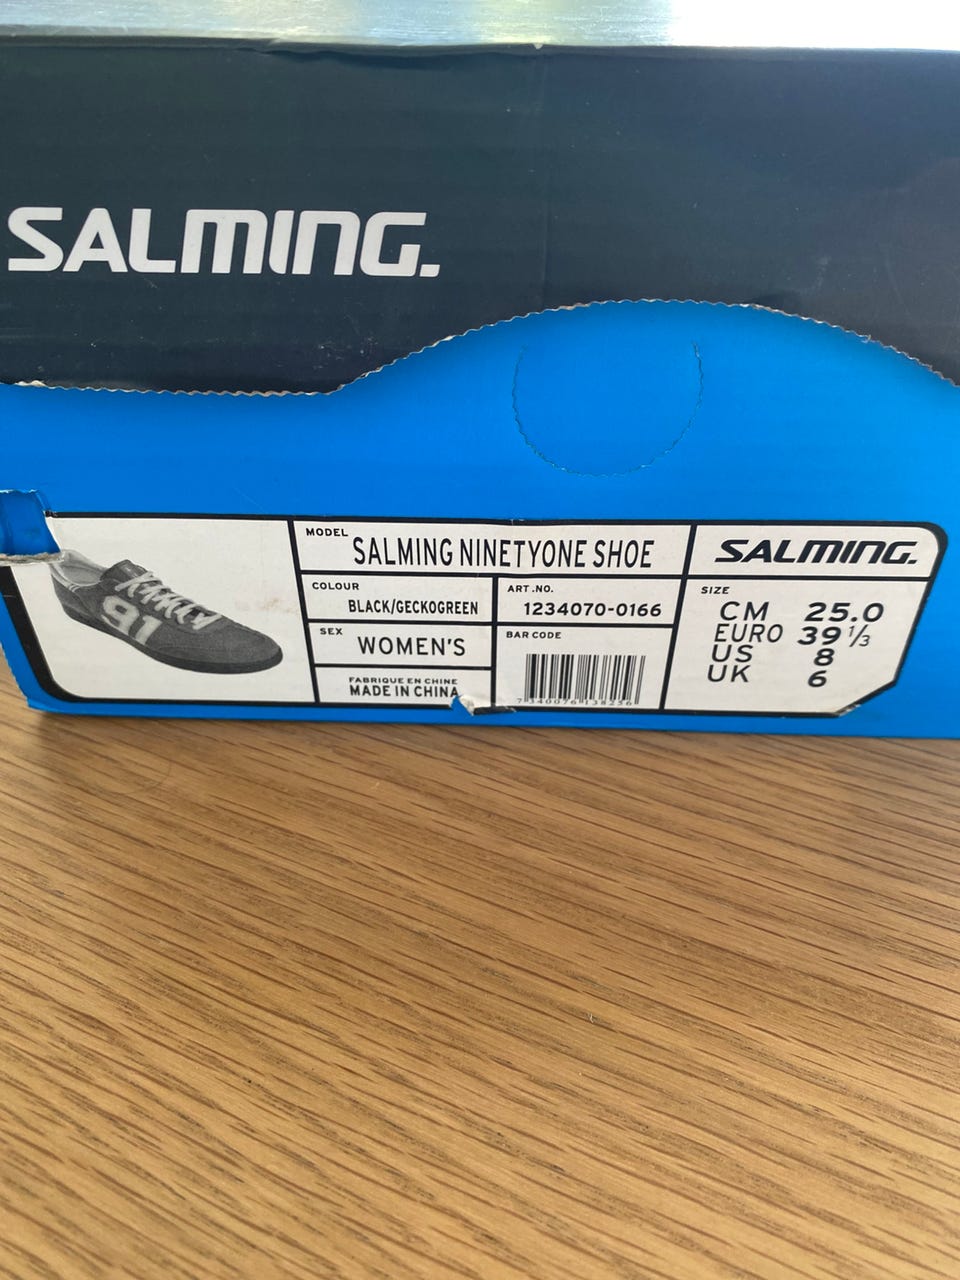 SALMING.
MODEL
SALMING NINETYONE SHOE
SALMING.
COLOUR
BLACK/GECKOGREEN
ART.NO.
1234070-0166
SIZE
CM 25.0
EURO 39 1/3
US 8
UK 6
SEX
WOMEN'S
BAR CODE
7340076138256
FABRIQUE EN CHINE
MADE IN CHINA
91